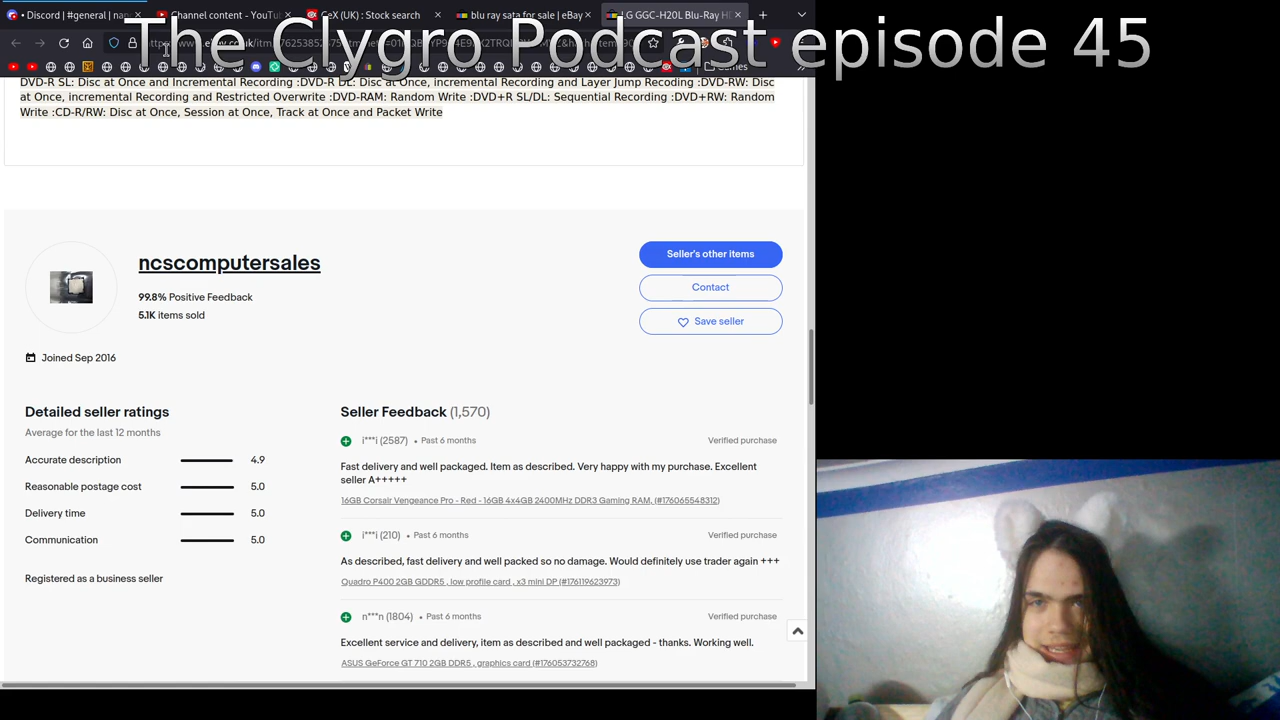 The Clygro Podcast episode 45
Discord | #general |
Channel content - YouTu
CeX (UK) : Stock search
blu ray sata for sale | eBay
LG GGC-H20L Blu-Ray HD
Games
DVD-R SL: Disc at Once and Incremental Recording :DVD-R DL: Disc at Once, incremental Recording and Layer Jump Recoding :DVD-RW: Disc
at Once, incremental Recording and Restricted Overwrite :DVD-RAM: Random Write :DVD+R SL/DL: Sequential Recording :DVD+RW: Random
Write :CD-R/RW: Disc at Once, Session at Once, Track at Once and Packet Write
ncscomputersales
99.8% Positive Feedback
5.1K items sold
Seller's other items
Contact
Save seller
Joined Sep 2016
Detailed seller ratings
Average for the last 12 months
Accurate description 4.9
Reasonable postage cost 5.0
Delivery time 5.0
Communication 5.0
Registered as a business seller
Seller Feedback (1,570)
i***i (2587) • Past 6 months Verified purchase
Fast delivery and well packaged. Item as described. Very happy with my purchase. Excellent
seller A+++++
16GB Corsair Vengeance Pro - Red - 16GB 4x4GB 2400MHz DDR3 Gaming RAM, (#176065548312)
i***i (210) • Past 6 months Verified purchase
As described, fast delivery and well packed so no damage. Would definitely use trader again +++
Quadro P400 2GB GDDR5 , low profile card , x3 mini DP (#176119623973)
n***n (1804) • Past 6 months Verified purchase
Excellent service and delivery, item as described and well packaged - thanks. Working well.
ASUS GeForce GT 710 2GB DDR5 , graphics card (#176053732768)